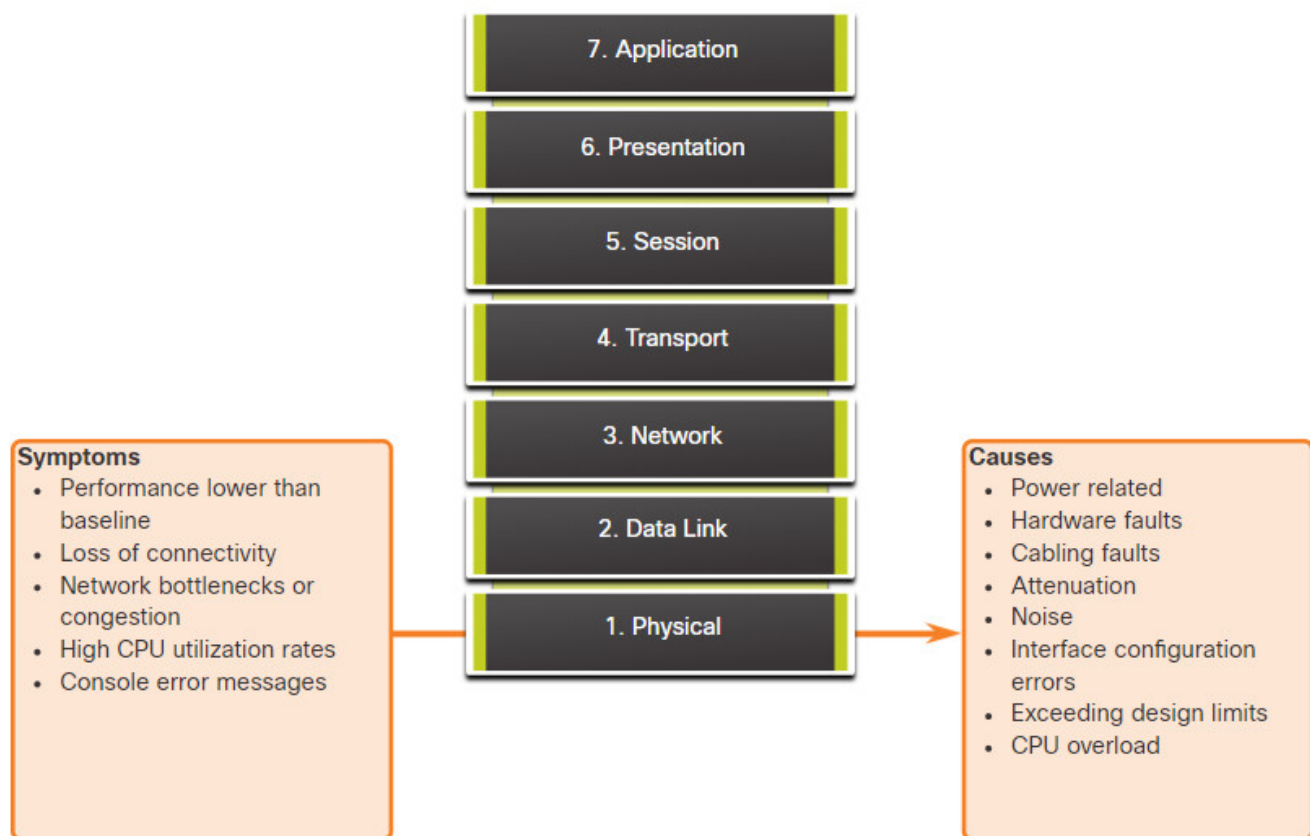 7. Application
6. Presentation
5. Session
4. Transport
3. Network
2. Data Link
1. Physical
Symptoms
• Performance lower than
baseline
• Loss of connectivity
• Network bottlenecks or
congestion
• High CPU utilization rates
• Console error messages
Causes
• Power related
• Hardware faults
• Cabling faults
• Attenuation
• Noise
• Interface configuration
errors
• Exceeding design limits
• CPU overload